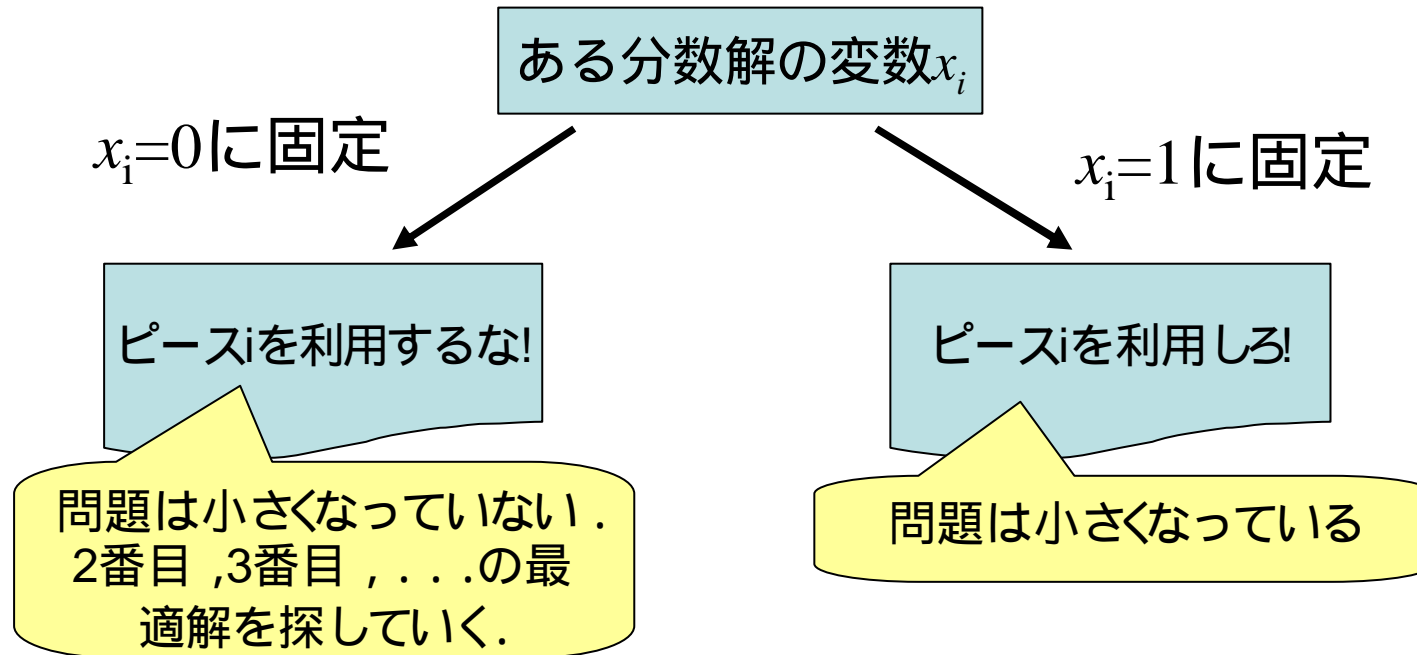 ある分数解の変数xi
xi=0に固定
xi=1に固定
ピースiを利用するな!
ピースiを利用しろ!
問題は小さくなっていない.
2番目,3番目,...の最
適解を探していく.
問題は小さくなっている